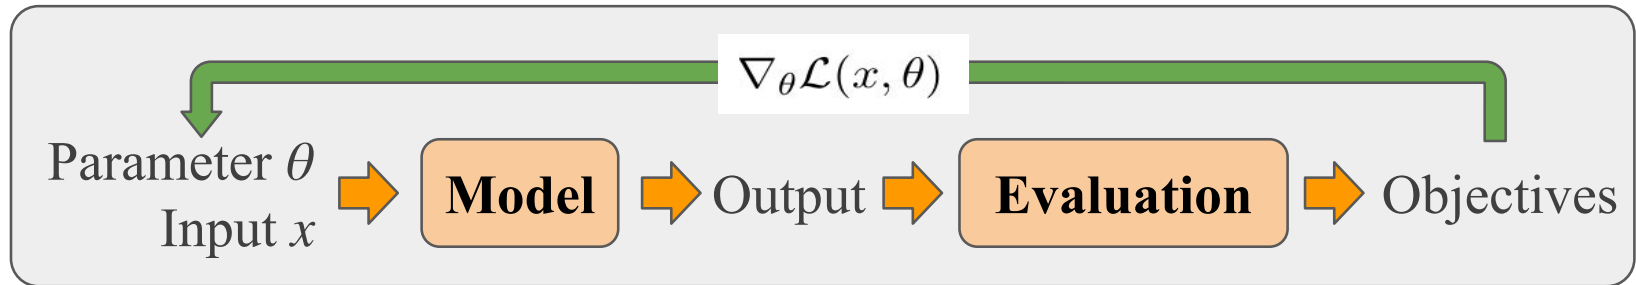 ∇θℒ(x, θ)
Parameter θ
Input x
Model
Output
Evaluation
Objectives